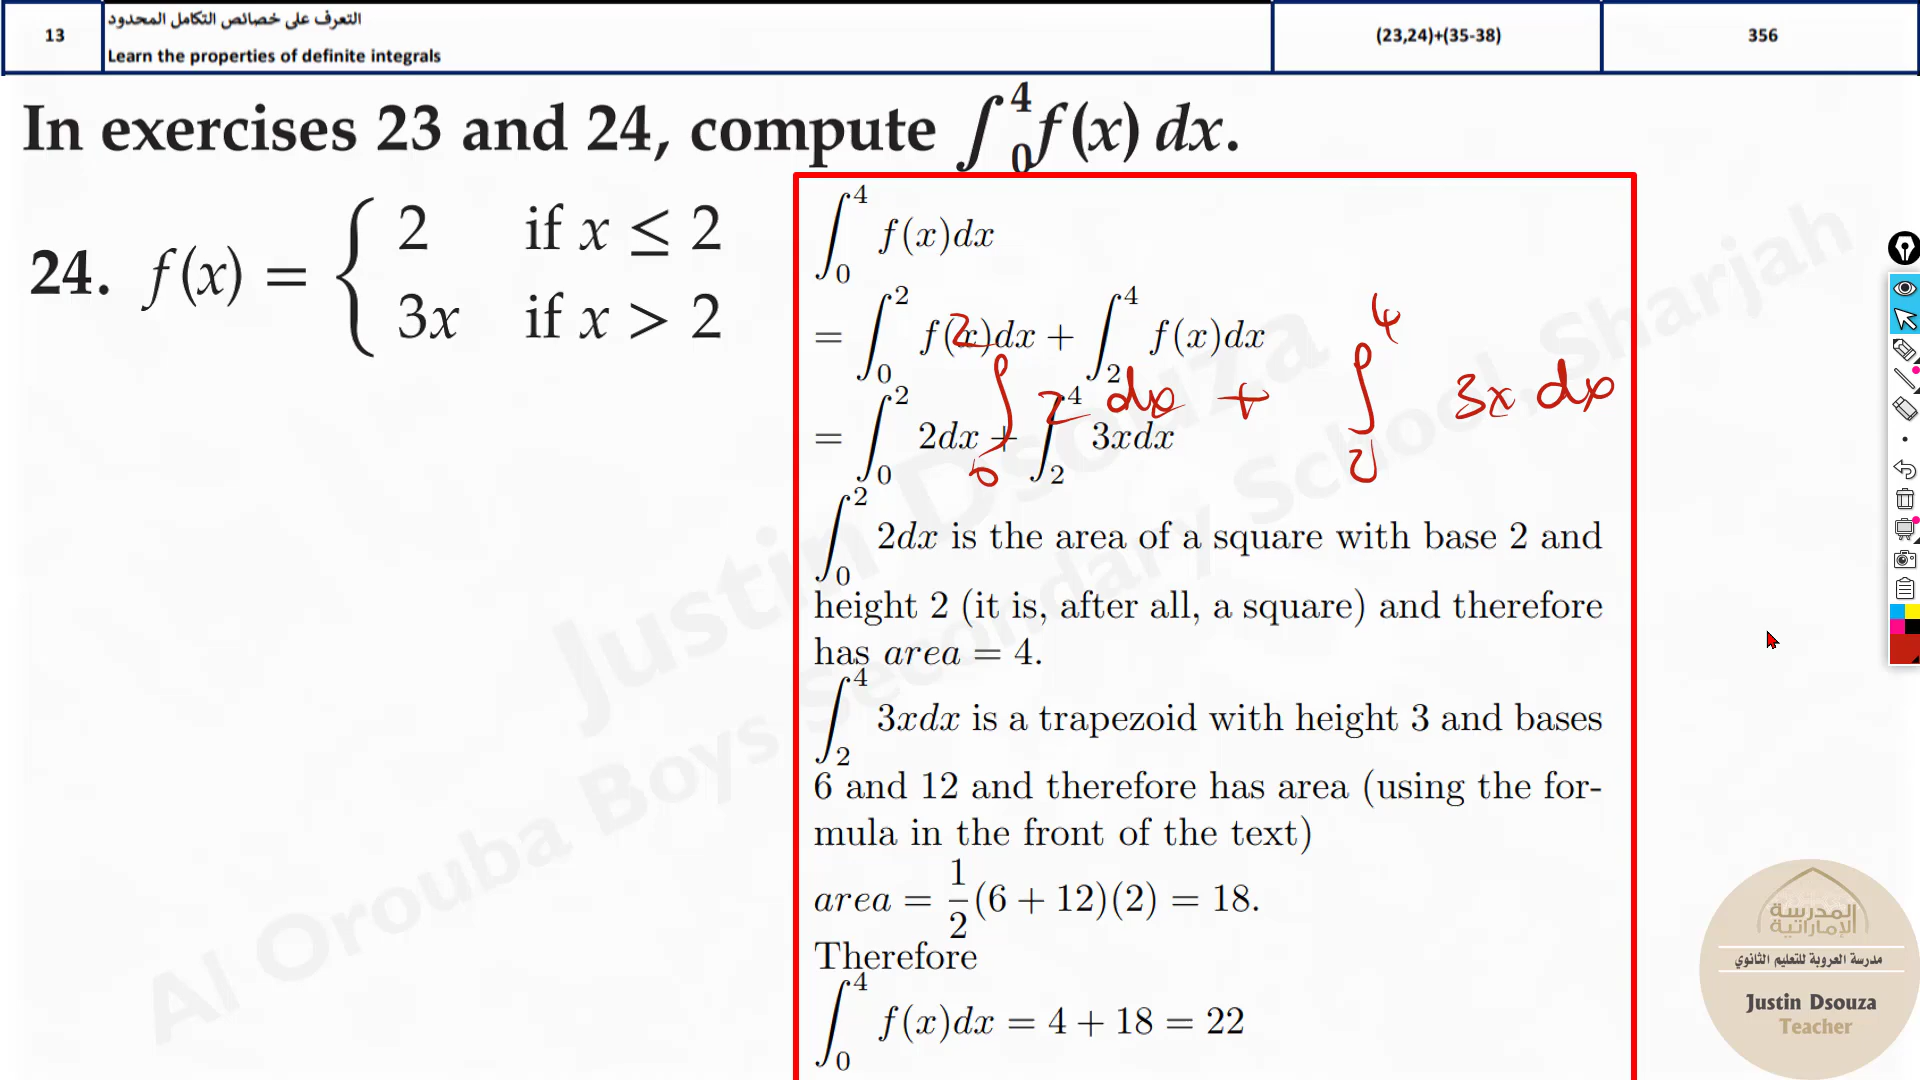 13
التعرف على خصائص التكامل المحدود
Learn the properties of definite integrals
(23,24)+(35-38)
356
In exercises 23 and 24, compute ∫₀⁴ f(x) dx.
24. f(x) = { 2 if x ≤ 2
3x if x > 2
∫₀⁴ f(x)dx
= ∫₀² f(x)dx + ∫₂⁴ f(x)dx
∫₀² 2 dx + ∫₂⁴ 3x dx
= ∫₀² 2dx + ∫₂⁴ 3xdx
∫₀² 2dx is the area of a square with base 2 and
height 2 (it is, after all, a square) and therefore
has area = 4.
∫₂⁴ 3xdx is a trapezoid with height 3 and bases
6 and 12 and therefore has area (using the for-
mula in the front of the text)
area = 1/2 (6 + 12)(2) = 18.
Therefore
∫₀⁴ f(x)dx = 4 + 18 = 22
Justin Dsouza
Al Orouba Boys Secondary School, Sharjah
المدرسة
الإماراتية
مدرسة العروبة للتعليم الثانوي
Justin Dsouza
Teacher